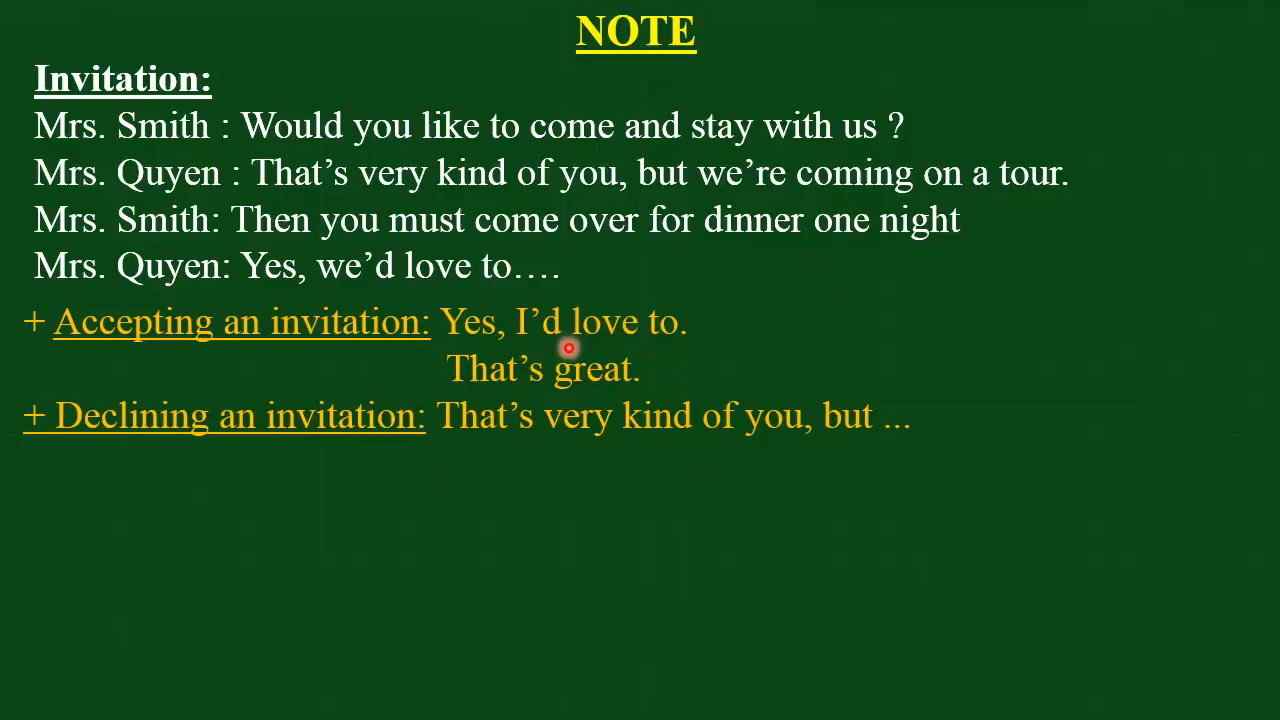 NOTE
Invitation:
Mrs. Smith : Would you like to come and stay with us ?
Mrs. Quyen : That’s very kind of you, but we’re coming on a tour.
Mrs. Smith: Then you must come over for dinner one night
Mrs. Quyen: Yes, we’d love to….
+ Accepting an invitation: Yes, I’d love to.
That’s great.
+ Declining an invitation: That’s very kind of you, but ...